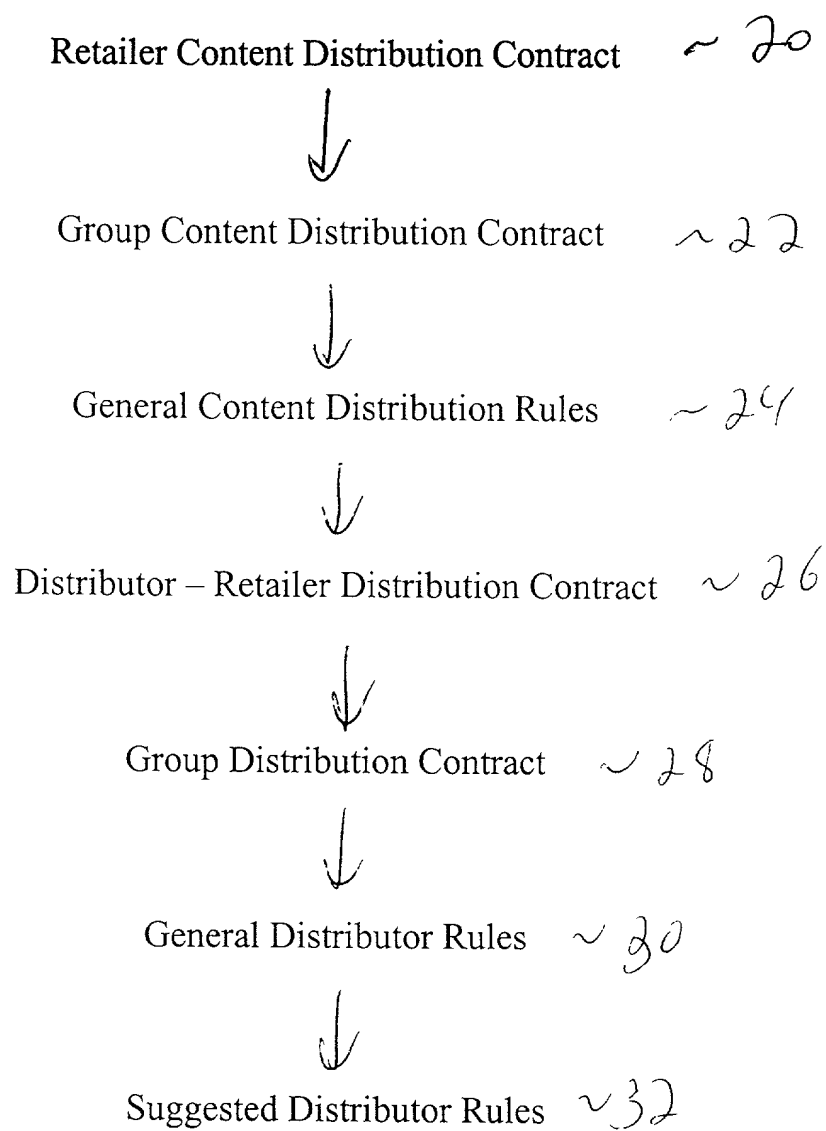 Retailer Content Distribution Contract ~ 20
Group Content Distribution Contract ~ 22
General Content Distribution Rules ~ 24
Distributor – Retailer Distribution Contract ~ 26
Group Distribution Contract ~ 28
General Distributor Rules ~ 30
Suggested Distributor Rules ~ 32